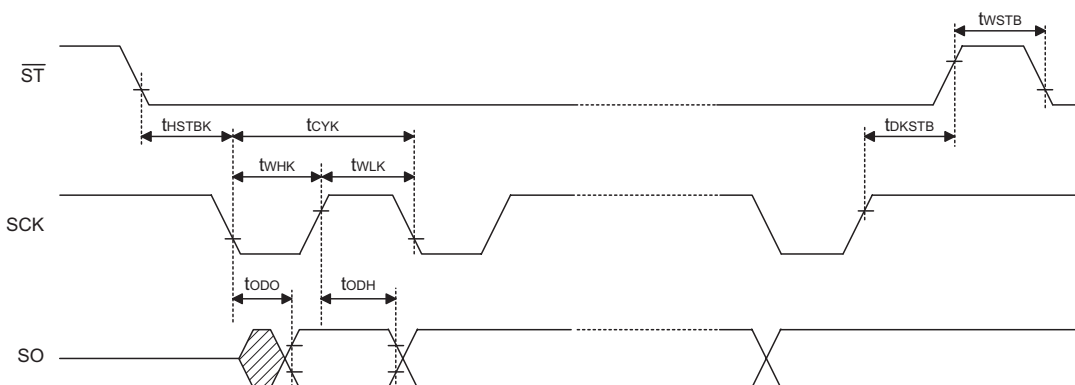 tWSTB
ST
tHSTBK
tCYK
tDKSTB
tWHK
tWLK
SCK
tODO
tODH
SO